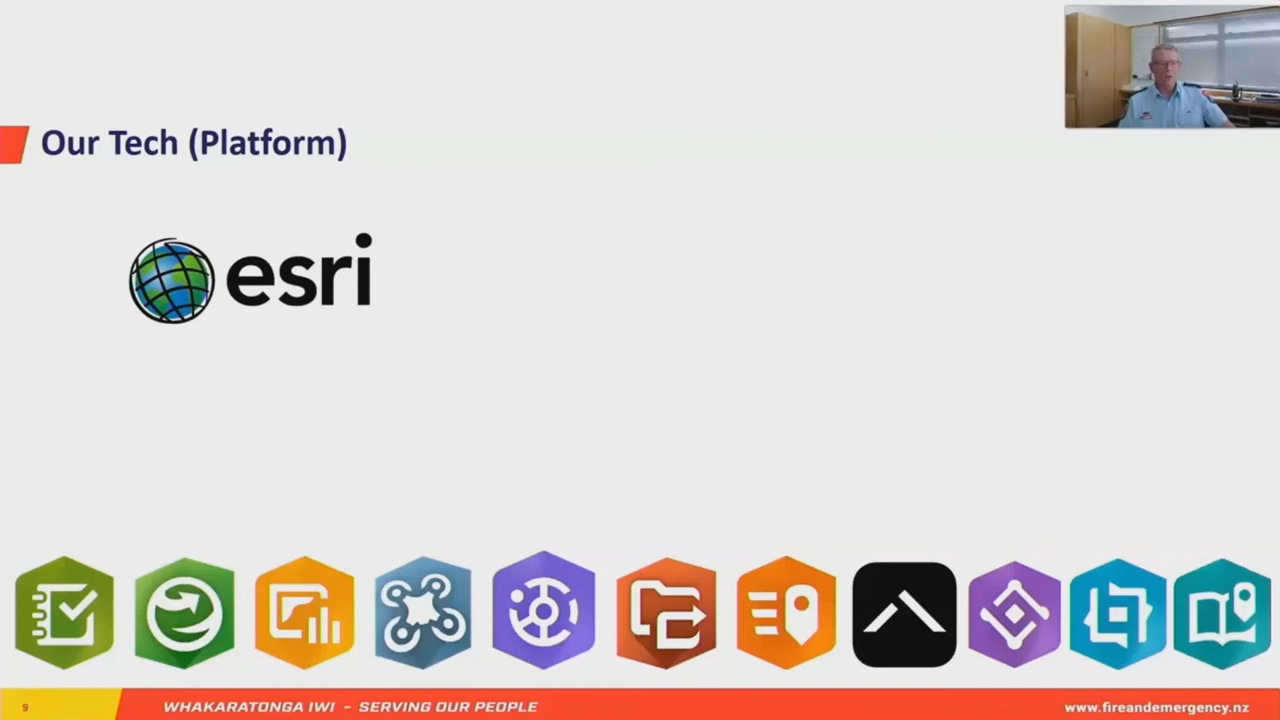 Our Tech (Platform)
esri
9
WHAKARATONGA IWI – SERVING OUR PEOPLE
www.fireandemergency.nz